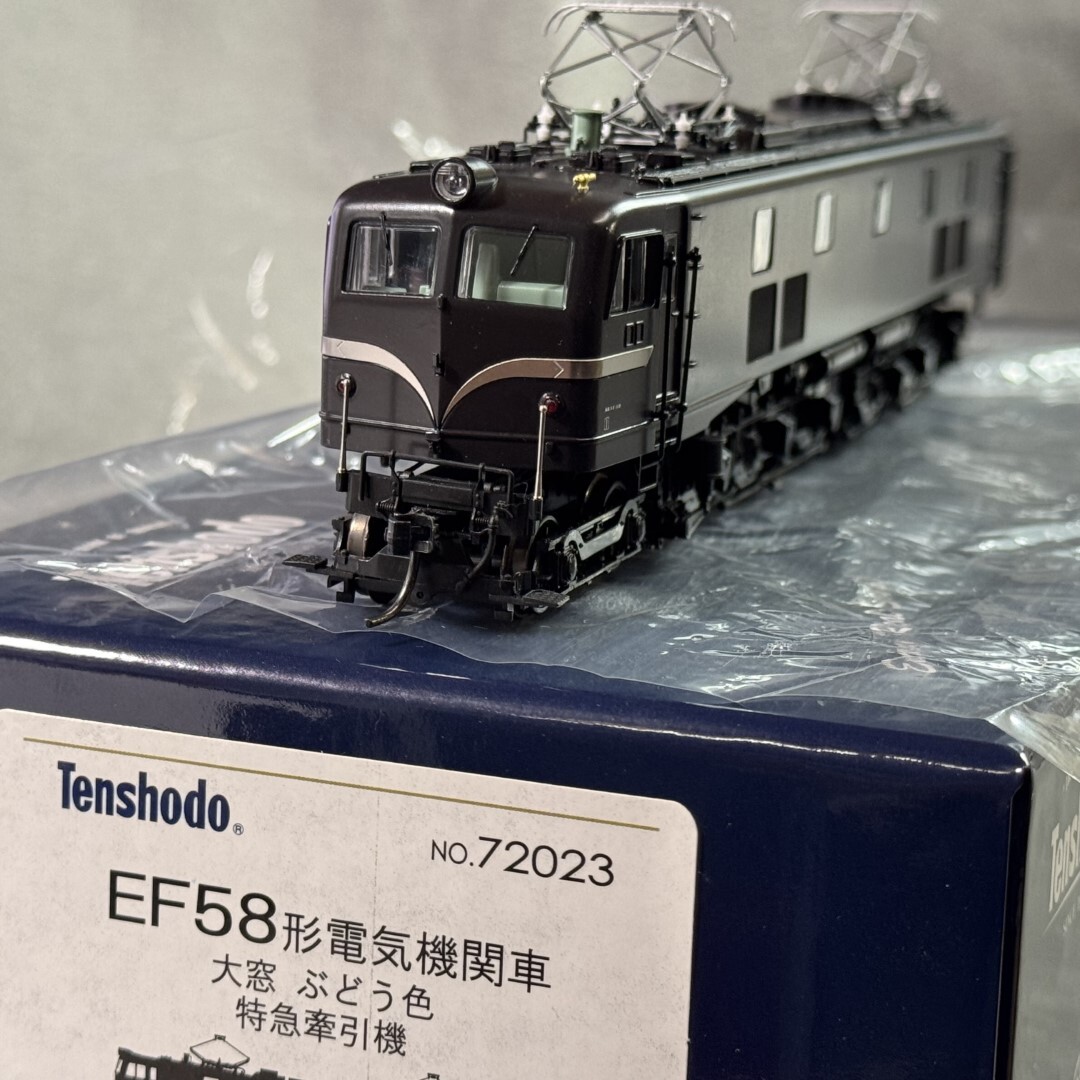 Tenshodo®
NO.72023
EF58形電気機関車
大窓 ぶどう色
特急牽引機
Tens